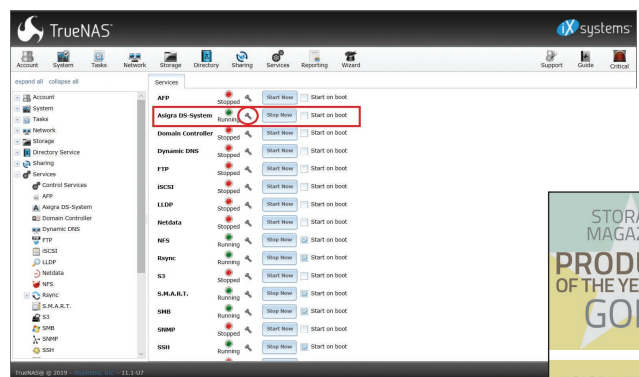 TrueNAS
iX systems
Account System Tasks Network Storage Directory Sharing Services Reporting Wizard Support Guide Critical
expand all collapse all
Services
Account
System
Tasks
Network
Storage
Directory Service
Sharing
Services
Control Services
AFP
Asigra DS-System
Domain Controller
Dynamic DNS
FTP
iSCSI
LLDP
Netdata
NFS
Rsync
S.M.A.R.T.
S3
SMB
SNMP
SSH
AFP Stopped Start Now Start on boot
Asigra DS-System Running Stop Now Start on boot
Domain Controller Stopped Start Now Start on boot
Dynamic DNS Stopped Start Now Start on boot
FTP Stopped Start Now Start on boot
iSCSI Stopped Start Now Start on boot
LLDP Stopped Start Now Start on boot
Netdata Stopped Start Now Start on boot
NFS Running Stop Now Start on boot
Rsync Running Stop Now Start on boot
S3 Stopped Start Now Start on boot
S.M.A.R.T. Running Stop Now Start on boot
SMB Running Stop Now Start on boot
SNMP Stopped Start Now Start on boot
SSH Running Stop Now Start on boot
TrueNAS® © 2019 - iXsystems, Inc. - 11.1-U7
STORA
MAGAZ
PRODU
OF THE YE
GOL